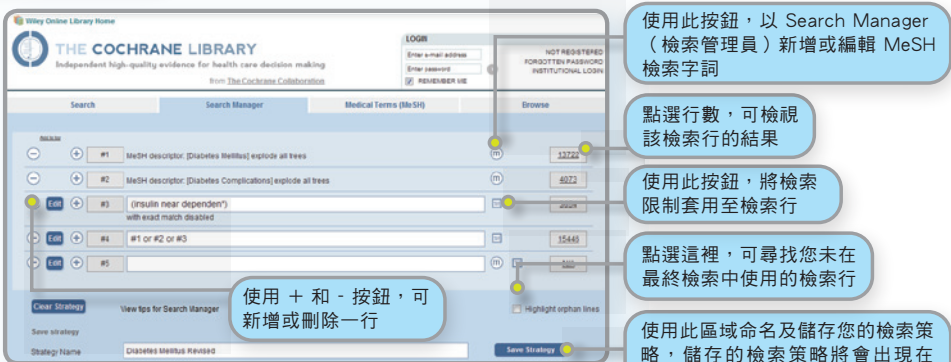 Wiley Online Library Home
THE COCHRANE LIBRARY
Independent high-quality evidence for health care decision making
from The Cochrane Collaboration
LOGIN
Enter e-mail address
Enter password
REMEMBER ME
NOT REGISTERED
FORGOTTEN PASSWORD
INSTITUTIONAL LOGIN
Search
Search Manager
Medical Terms (MeSH)
Browse
#1
MeSH descriptor: [Diabetes Mellitus] explode all trees
m
13722
#2
MeSH descriptor: [Diabetes Complications] explode all trees
m
4073
Edit
#3
(insulin near dependen*)
with exact match disabled
Edit
#4
#1 or #2 or #3
15445
Edit
#5
m
Clear Strategy
View tips for Search Manager
Highlight orphan lines
Save strategy
Strategy Name
Diabetes Mellitus Revised
Save Strategy
使用此按鈕,以 Search Manager
(檢索管理員)新增或編輯 MeSH
檢索字詞
點選行數,可檢視
該檢索行的結果
使用此按鈕,將檢索
限制套用至檢索行
點選這裡,可尋找您未在
最終檢索中使用的檢索行
使用 + 和 - 按鈕,可
新增或刪除一行
使用此區域命名及儲存您的檢索策
略,儲存的檢索策略將會出現在